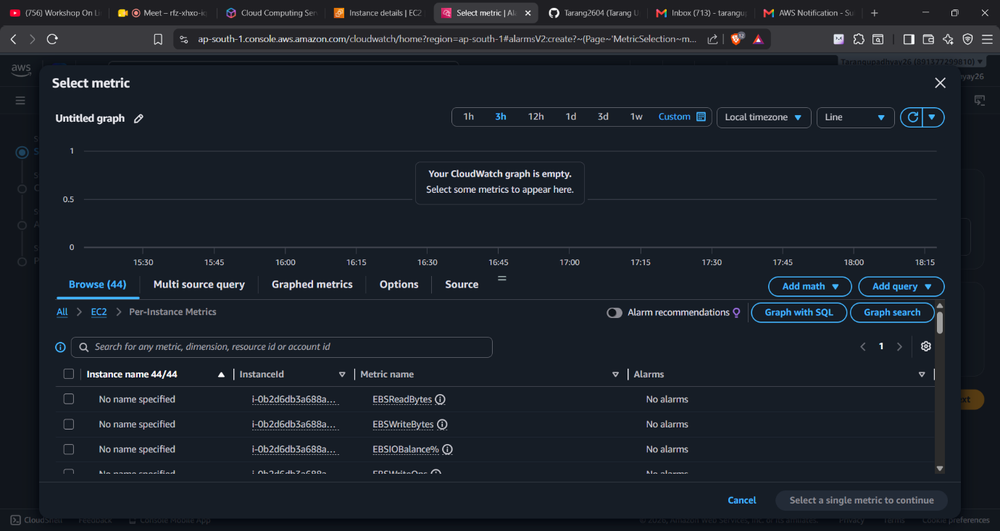 (756) Workshop On Li
Meet – rfz-xhxo-iq
Cloud Computing Ser
Instance details | EC2
Select metric | Al
Tarang2604 (Tarang U
Inbox (713) - tarangup
AWS Notification - Su
ap-south-1.console.aws.amazon.com/cloudwatch/home?region=ap-south-1#alarmsV2:create?~(Page~'MetricSelection~m...
12
aws
Tarangupadhyay26 (891377299810)
yay26
Select metric
Untitled graph
1h 3h 12h 1d 3d 1w Custom
Local timezone
Line
1
Your CloudWatch graph is empty.
Select some metrics to appear here.
0.5
0
15:30 15:45 16:00 16:15 16:30 16:45 17:00 17:15 17:30 17:45 18:00 18:15
Browse (44) Multi source query Graphed metrics Options Source
Add math
Add query
All EC2 Per-Instance Metrics
Alarm recommendations
Graph with SQL
Graph search
Search for any metric, dimension, resource id or account id
1
Instance name 44/44 InstanceId Metric name Alarms
No name specified i-0b2d6db3a688a... EBSReadBytes No alarms
No name specified i-0b2d6db3a688a... EBSWriteBytes No alarms
No name specified i-0b2d6db3a688a... EBSIOBalance% No alarms
No name specified i-0b2d6db3a688a... EBSWriteOps No alarms
xt
Cancel
Select a single metric to continue
CloudShell Feedback Console Mobile App
© 2026, Amazon Web Services, Inc. or its affiliates. Privacy Terms Cookie preferences